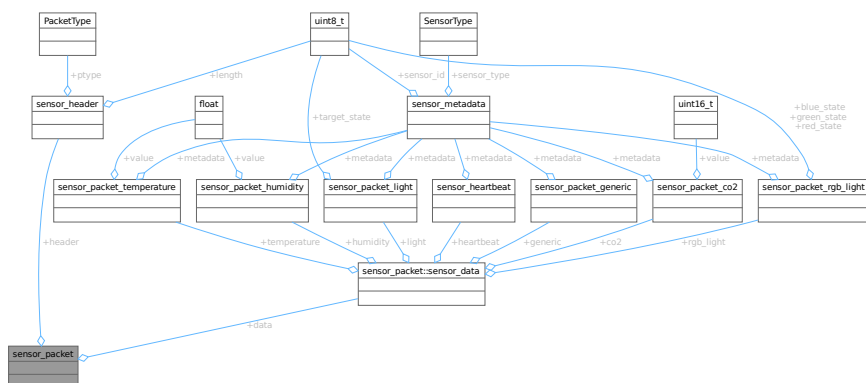 PacketType
uint8_t
SensorType
+ptype
+length
+sensor_id
+sensor_type
sensor_header
float
sensor_metadata
uint16_t
+blue_state
+green_state
+red_state
+target_state
+value
+metadata
+value
+metadata
+metadata
+metadata
+metadata
+metadata
+value
+metadata
sensor_packet_temperature
sensor_packet_humidity
sensor_packet_light
sensor_heartbeat
sensor_packet_generic
sensor_packet_co2
sensor_packet_rgb_light
+header
+temperature
+humidity
+light
+heartbeat
+generic
+co2
+rgb_light
sensor_packet::sensor_data
+data
sensor_packet